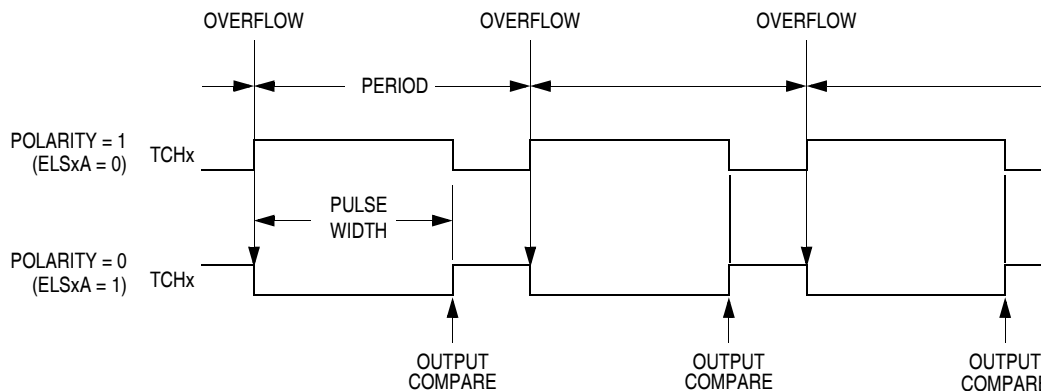 OVERFLOW OVERFLOW OVERFLOW
PERIOD
POLARITY = 1
(ELSxA = 0)
TCHx
PULSE
WIDTH
POLARITY = 0
(ELSxA = 1)
TCHx
OUTPUT
COMPARE
OUTPUT
COMPARE
OUTPUT
COMPARE